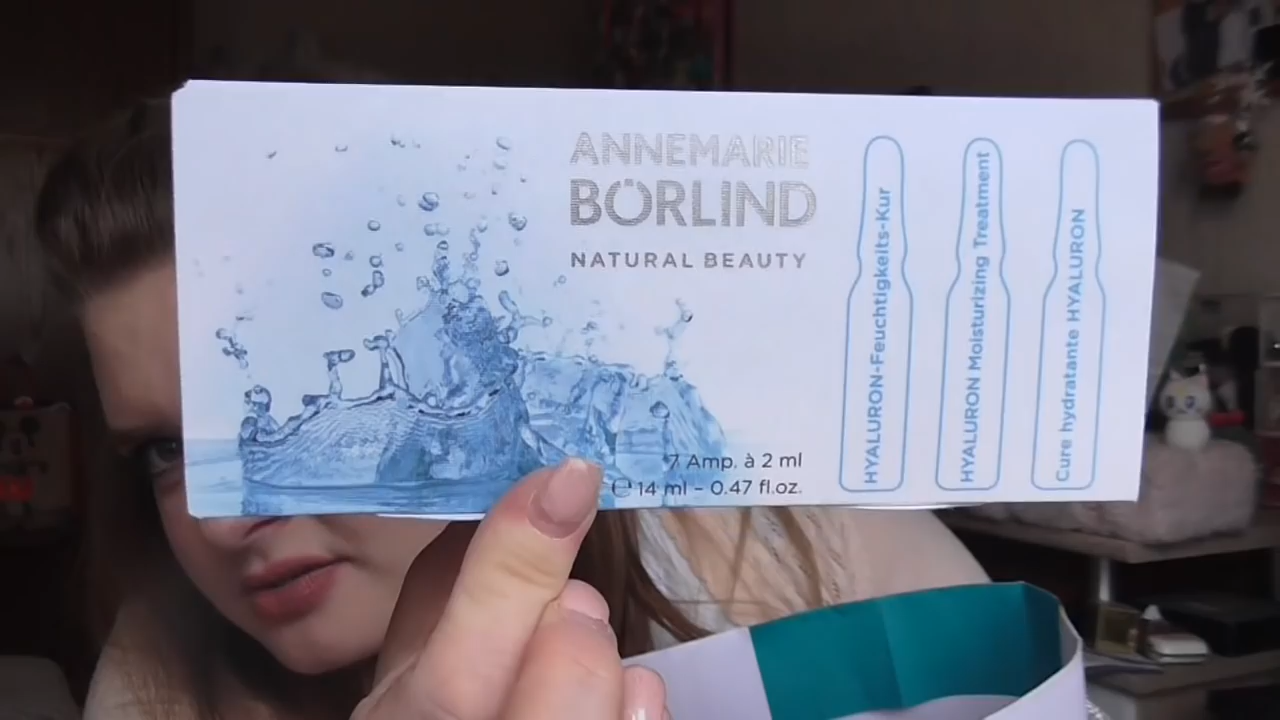 ANNEMARIE
BÖRLIND
NATURAL BEAUTY
7 Amp. à 2 ml
℮ 14 ml – 0.47 fl.oz.
HYALURON-Feuchtigkeits-Kur
HYALURON Moisturizing Treatment
Cure hydratante HYALURON